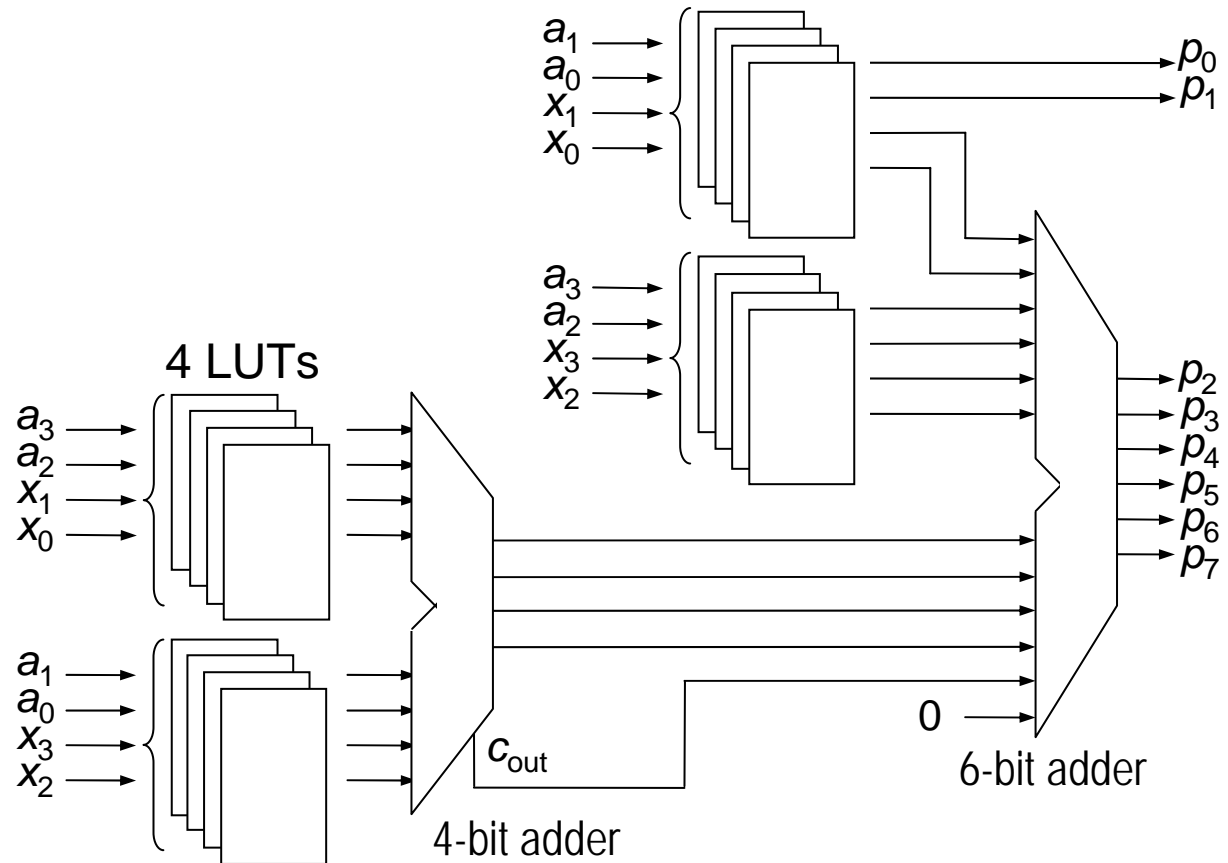 a₁
a₀
x₁
x₀
p₀
p₁
a₃
a₂
x₃
x₂
4 LUTs
a₃
a₂
x₁
x₀
p₂
p₃
p₄
p₅
p₆
p₇
a₁
a₀
x₃
x₂
c_out
0
4-bit adder
6-bit adder